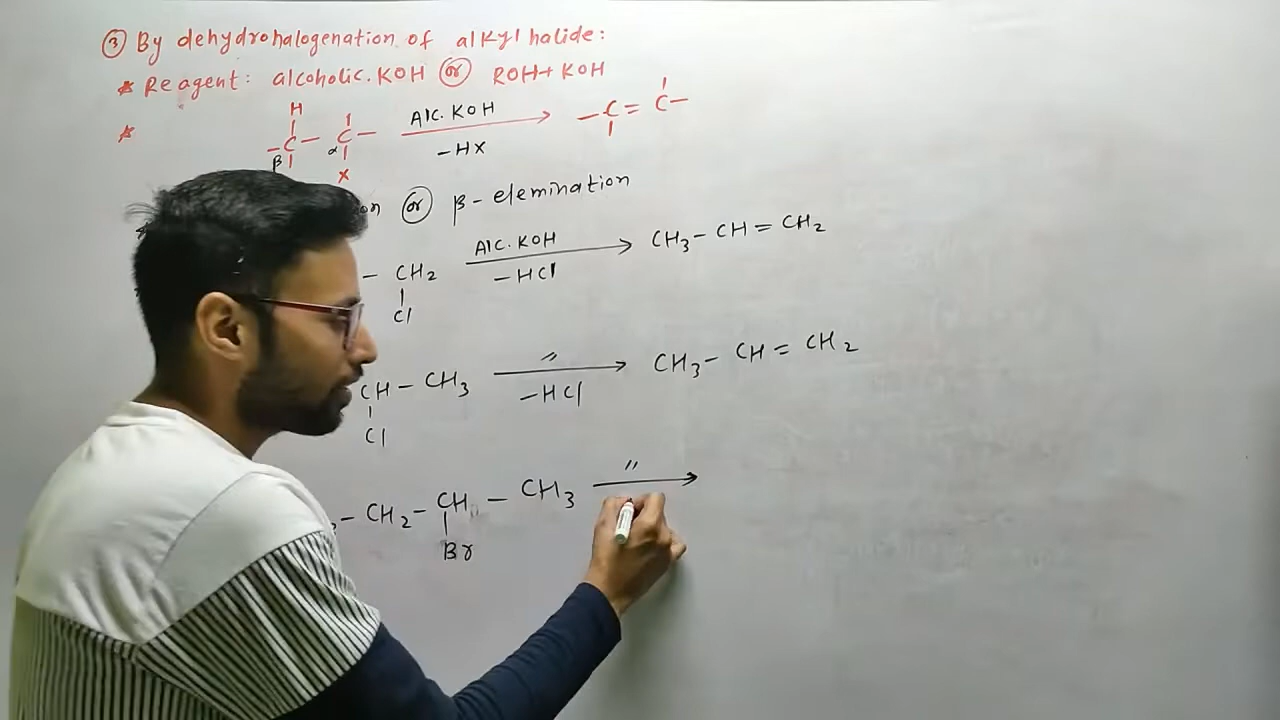 ③ By dehydrohalogenation of alkyl halide:
* Reagent: alcoholic.KOH or ROH+ KOH
* H
-C- C- Alc. KOH -C= C-
β α -HX
X
on or β-elemination
- CH2 Alc. KOH CH3- CH= CH2
Cl -HCl
CH- CH3 〃 CH3- CH= CH2
Cl -HCl
- CH2- CH - CH3 〃
Br